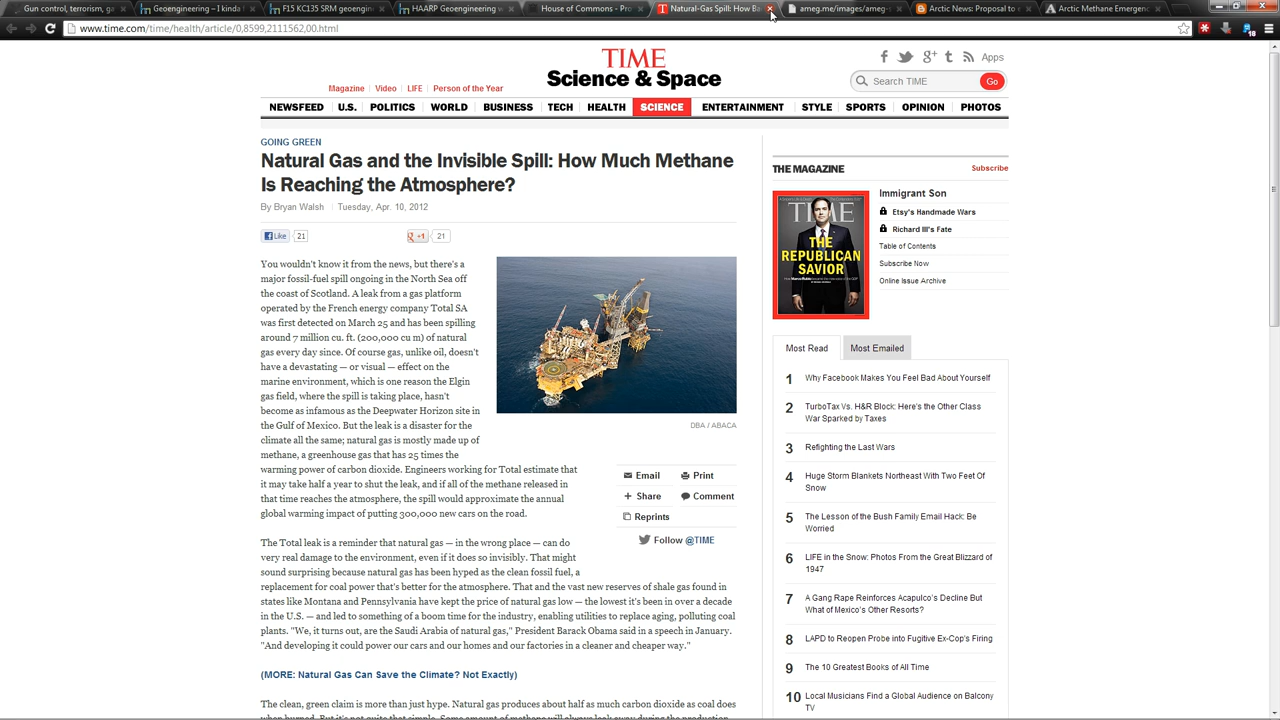 Gun control, terrorism, ga
Geoengineering – I kinda l
F15 KC135 SRM geoengin
HAARP Geoengineering w
House of Commons - Pro
Natural-Gas Spill: How Ba
ameg.me/images/ameg-
Arctic News: Proposal to e
Arctic Methane Emergenc
www.time.com/time/health/article/0,8599,2111562,00.html
18
TIME
Science & Space
Magazine | Video | LIFE | Person of the Year
Apps
Search TIME
Go
NEWSFEED U.S. POLITICS WORLD BUSINESS TECH HEALTH SCIENCE ENTERTAINMENT STYLE SPORTS OPINION PHOTOS
GOING GREEN
Natural Gas and the Invisible Spill: How Much Methane
Is Reaching the Atmosphere?
By Bryan Walsh | Tuesday, Apr. 10, 2012
Like 21
+1 21
You wouldn't know it from the news, but there's a
major fossil-fuel spill ongoing in the North Sea off
the coast of Scotland. A leak from a gas platform
operated by the French energy company Total SA
was first detected on March 25 and has been spilling
around 7 million cu. ft. (200,000 cu m) of natural
gas every day since. Of course gas, unlike oil, doesn't
have a devastating — or visual — effect on the
marine environment, which is one reason the Elgin
gas field, where the spill is taking place, hasn't
become as infamous as the Deepwater Horizon site in
the Gulf of Mexico. But the leak is a disaster for the
climate all the same; natural gas is mostly made up of
methane, a greenhouse gas that has 25 times the
warming power of carbon dioxide. Engineers working for Total estimate that
it may take half a year to shut the leak, and if all of the methane released in
that time reaches the atmosphere, the spill would approximate the annual
global warming impact of putting 300,000 new cars on the road.
DBA / ABACA
Email
Print
Share
Comment
Reprints
Follow @TIME
The Total leak is a reminder that natural gas — in the wrong place — can do
very real damage to the environment, even if it does so invisibly. That might
sound surprising because natural gas has been hyped as the clean fossil fuel, a
replacement for coal power that's better for the atmosphere. That and the vast new reserves of shale gas found in
states like Montana and Pennsylvania have kept the price of natural gas low — the lowest it's been in over a decade
in the U.S. — and led to something of a boom time for the industry, enabling utilities to replace aging, polluting coal
plants. "We, it turns out, are the Saudi Arabia of natural gas," President Barack Obama said in a speech in January.
"And developing it could power our cars and our homes and our factories in a cleaner and cheaper way."
(MORE: Natural Gas Can Save the Climate? Not Exactly)
The clean, green claim is more than just hype. Natural gas produces about half as much carbon dioxide as coal does
when burned. But it's not quite that simple. Some amount of methane will always leak away during the production
THE MAGAZINE
Subscribe
TIME
THE
REPUBLICAN
SAVIOR
Immigrant Son
Etsy's Handmade Wars
Richard III's Fate
Table of Contents
Subscribe Now
Online Issue Archive
Most Read
Most Emailed
1 Why Facebook Makes You Feel Bad About Yourself
2 TurboTax Vs. H&R Block: Here's the Other Class
War Sparked by Taxes
3 Refighting the Last Wars
4 Huge Storm Blankets Northeast With Two Feet Of
Snow
5 The Lesson of the Bush Family Email Hack: Be
Worried
6 LIFE in the Snow: Photos From the Great Blizzard of
1947
7 A Gang Rape Reinforces Acapulco's Decline But
What of Mexico's Other Resorts?
8 LAPD to Reopen Probe into Fugitive Ex-Cop's Firing
9 The 10 Greatest Books of All Time
10 Local Musicians Find a Global Audience on Balcony
TV